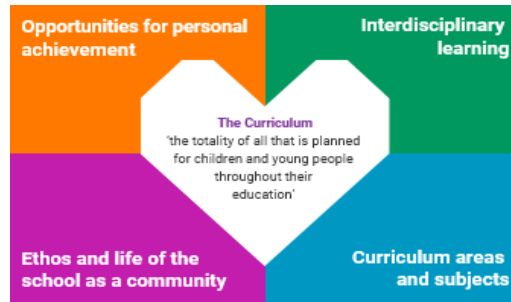 Opportunities for personal
achievement
Interdisciplinary
learning
The Curriculum
'the totality of all that is planned
for children and young people
throughout their
education'
Ethos and life of the
school as a community
Curriculum areas
and subjects